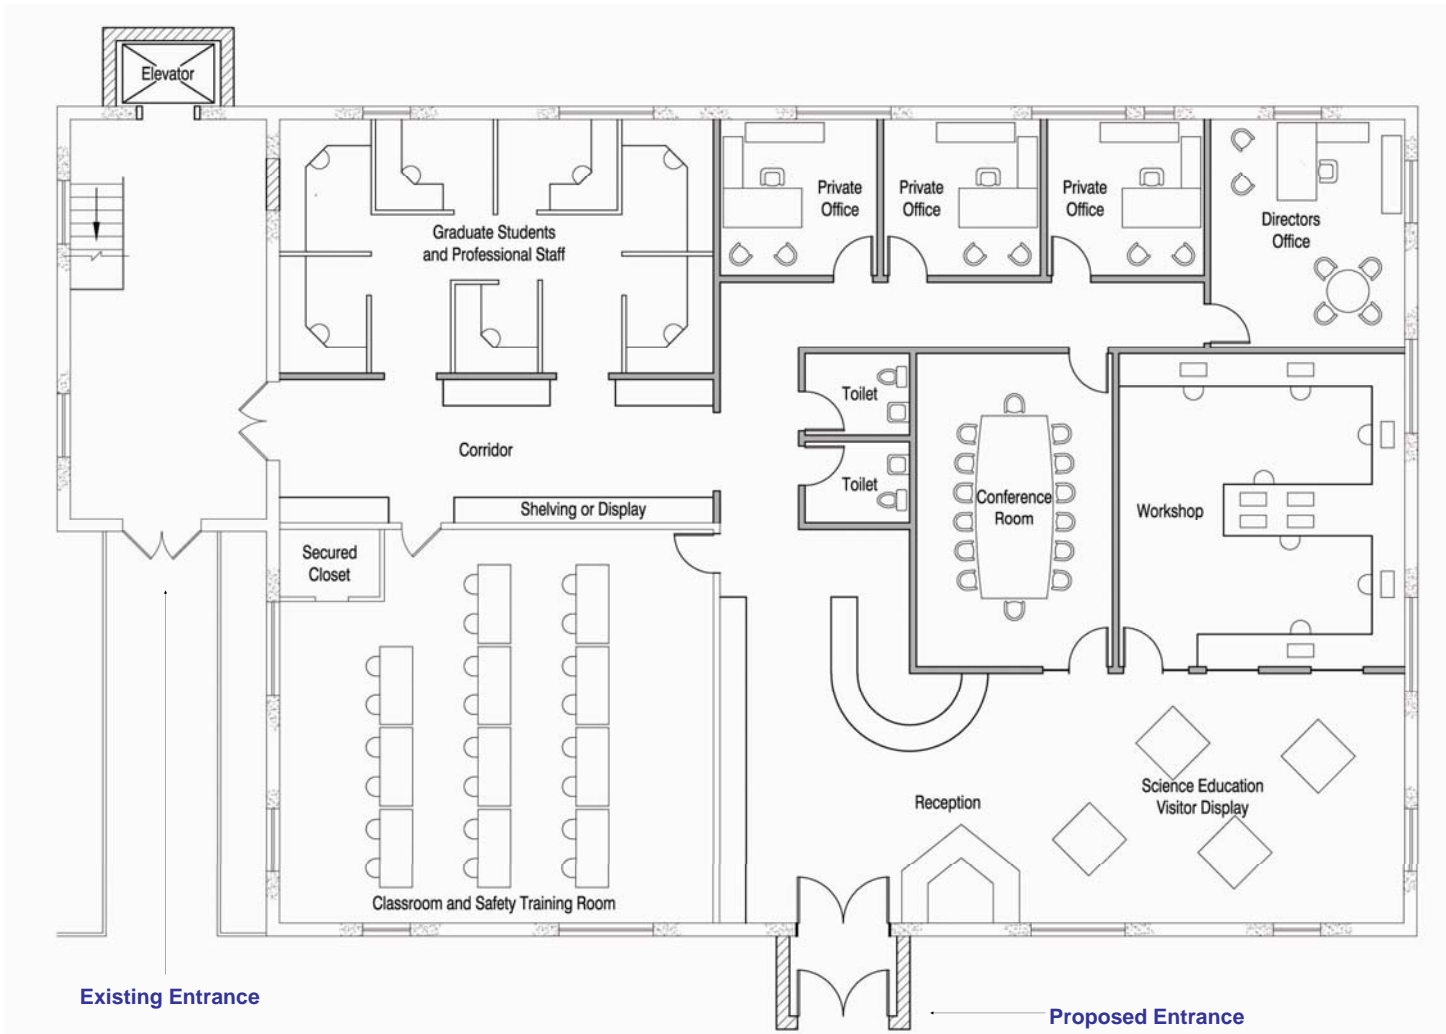 Elevator
Private
Office
Private
Office
Private
Office
Directors
Office
Graduate Students
and Professional Staff
Toilet
Corridor
Toilet
Conference
Room
Workshop
Shelving or Display
Secured
Closet
Science Education
Visitor Display
Reception
Classroom and Safety Training Room
Existing Entrance
Proposed Entrance